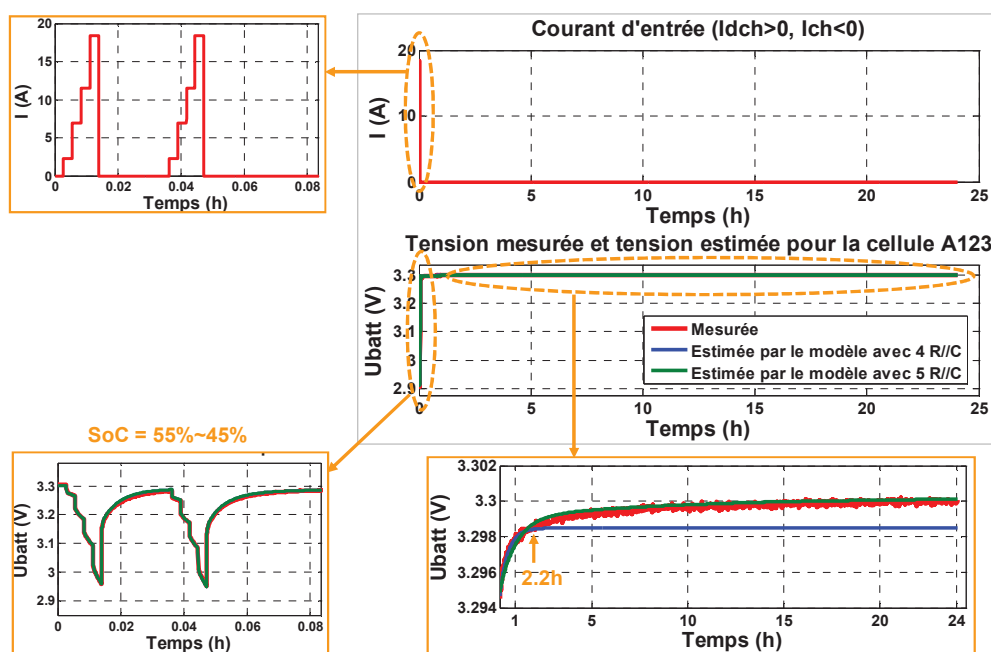 Courant d'entrée (Idch>0, Ich<0)
20
15
10
5
0
I (A)
0 0.02 0.04 0.06 0.08
Temps (h)
20
10
0
I (A)
0 5 10 15 20 25
Temps (h)
Tension mesurée et tension estimée pour la cellule A123
3.3
3.2
3.1
3
2.9
Ubatt (V)
Mesurée
Estimée par le modèle avec 4 R//C
Estimée par le modèle avec 5 R//C
0 5 10 15 20 25
Temps (h)
SoC = 55%~45%
3.3
3.2
3.1
3
2.9
Ubatt (V)
0 0.02 0.04 0.06 0.08
Temps (h)
3.302
3.3
3.298
3.296
3.294
Ubatt (V)
2.2h
1 5 10 15 20 24
Temps (h)